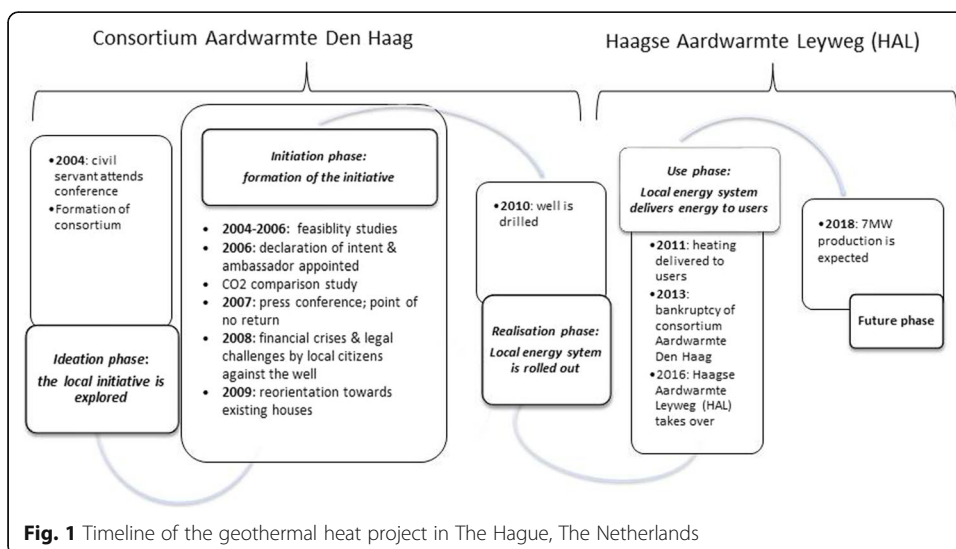 Consortium Aardwarmte Den Haag
Haagse Aardwarmte Leyweg (HAL)
•2004: civil
servant attends
conference
•Formation of
consortium
Ideation phase:
the local initiative is
explored
Initiation phase:
formation of the initiative
• 2004-2006: feasiblity studies
• 2006: declaration of intent &
ambassador appointed
• CO2 comparison study
• 2007: press conference; point of
no return
• 2008: financial crises & legal
challenges by local citizens
against the well
• 2009: reorientation towards
existing houses
•2010: well is
drilled
Realisation phase:
Local energy sytem
is rolled out
Use phase:
Local energy system
delivers energy to users
•2011: heating
delivered to
users
•2013:
bankruptcy of
consortium
Aardwarmte
Den Haag
•2016: Haagse
Aardwarmte
Leyweg (HAL)
takes over
•2018: 7MW
production is
expected
Future phase
Fig. 1 Timeline of the geothermal heat project in The Hague, The Netherlands